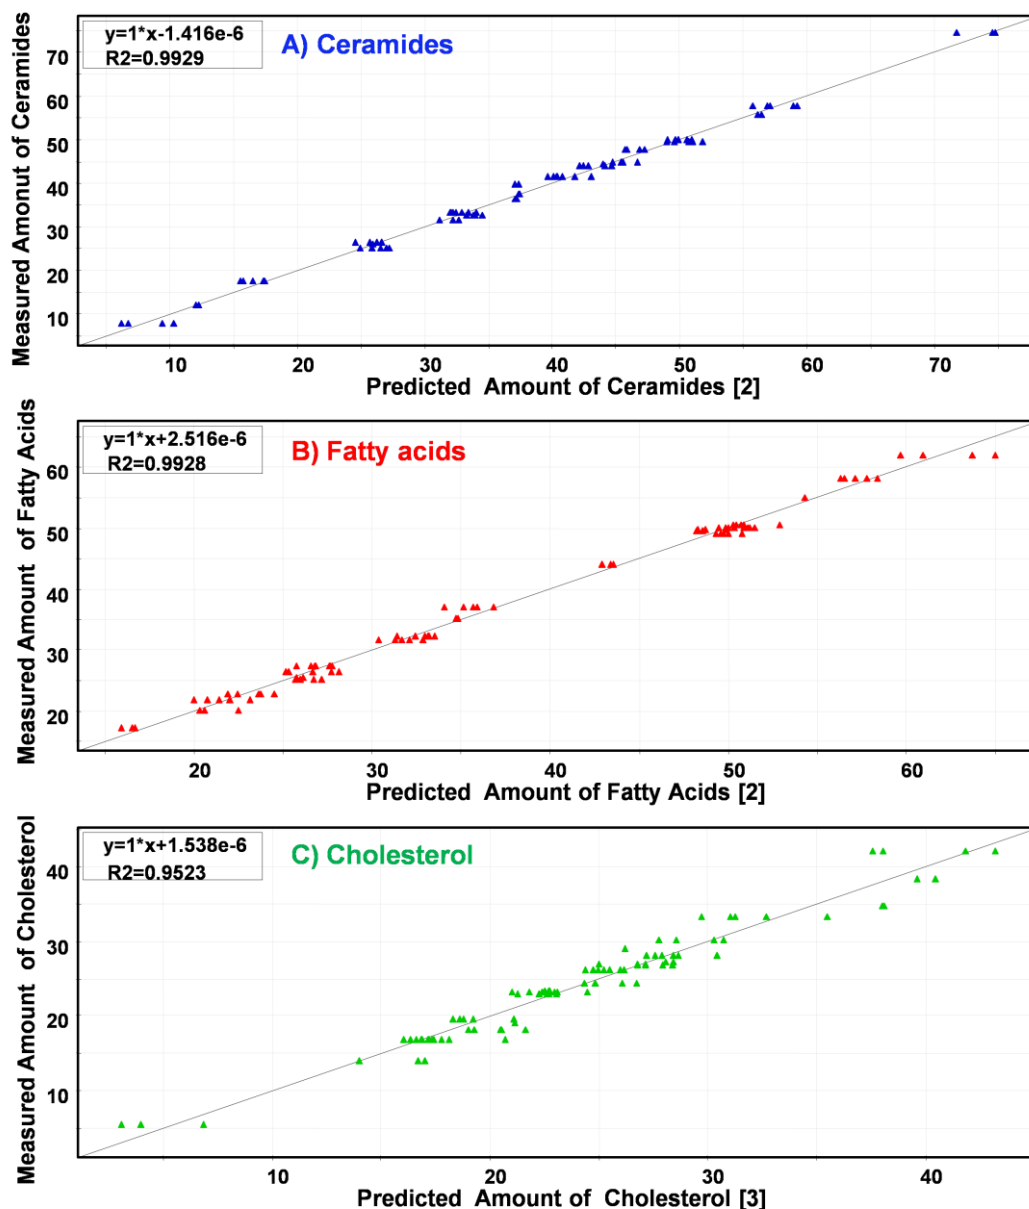 y=1*x-1.416e-6
R2=0.9929
A) Ceramides
Measured Amonut of Ceramides
70
60
50
40
30
20
10
10 20 30 40 50 60 70
Predicted Amount of Ceramides [2]
y=1*x+2.516e-6
R2=0.9928
B) Fatty acids
Measured Amount of Fatty Acids
60
50
40
30
20
20 30 40 50 60
Predicted Amount of Fatty Acids [2]
y=1*x+1.538e-6
R2=0.9523
C) Cholesterol
Measured Amount of Cholesterol
40
30
20
10
10 20 30 40
Predicted Amount of Cholesterol [3]